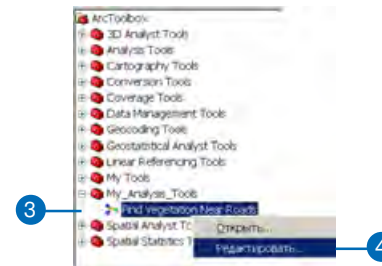 ArcToolbox
3D Analyst Tools
Analysis Tools
Cartography Tools
Conversion Tools
Coverage Tools
Data Management Tools
Geocoding Tools
Geostatistical Analyst Tools
Linear Referencing Tools
My Tools
My_Analysis_Tools
3 Find Vegetation Near Roads
Spatial Analyst To Открыть...
Spatial Statistics T Редактировать... 4